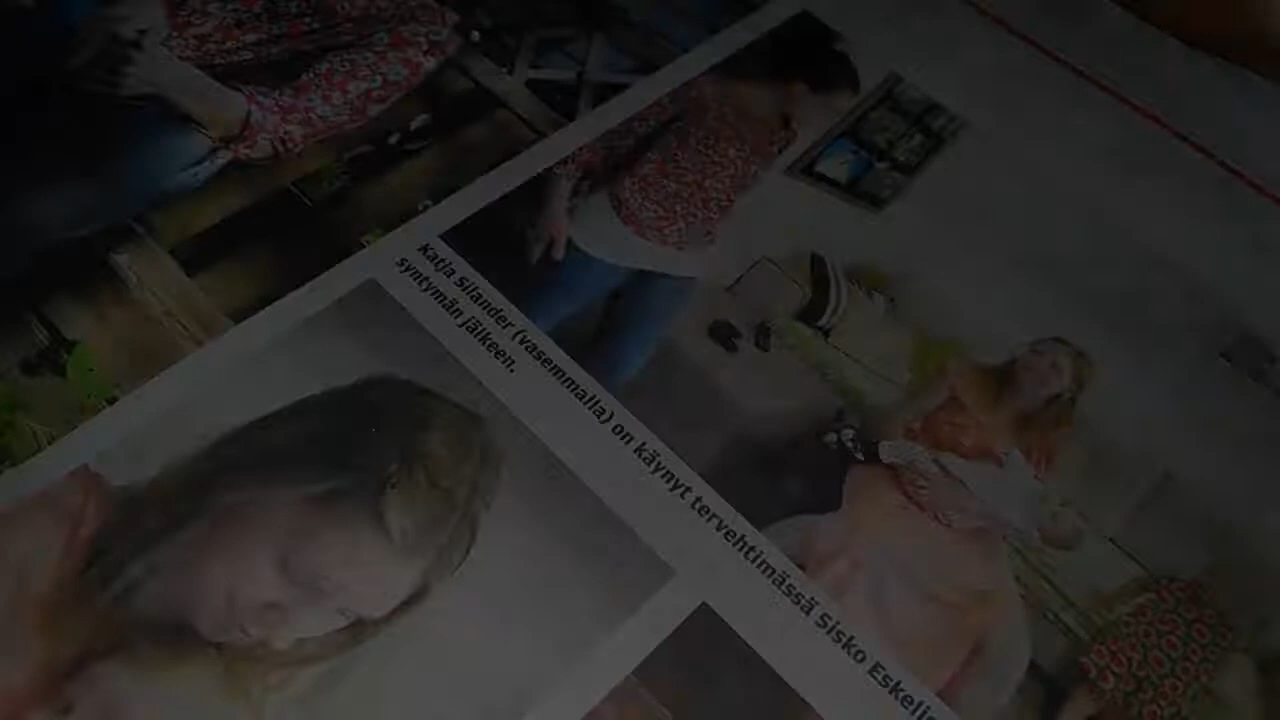 Katja Silander (vasemmalla) on käynyt tervehtimässä Sisko Eskelin
syntymän jälkeen.